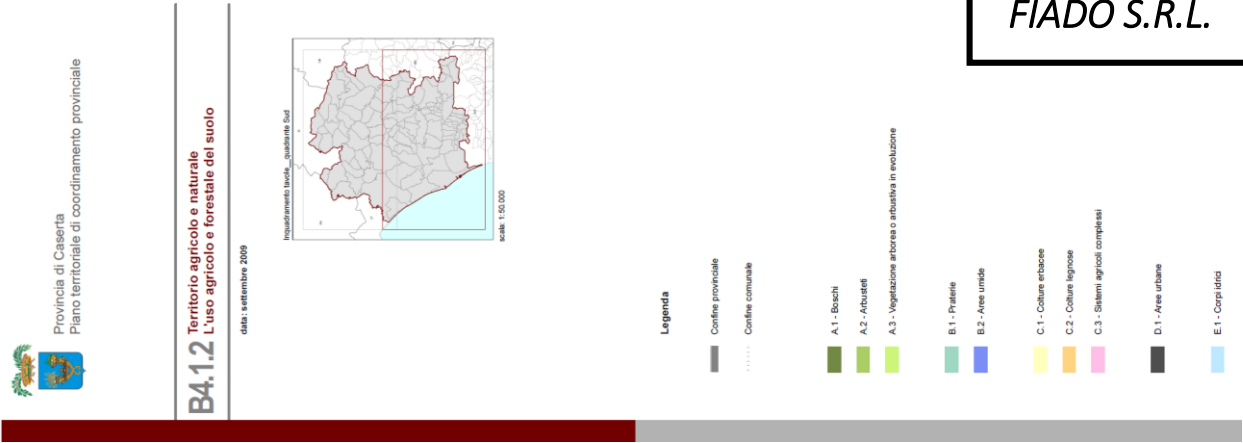 FIADO S.R.L.
Provincia di Caserta
Piano territoriale di coordinamento provinciale
B4.1.2
Territorio agricolo e naturale
L'uso agricolo e forestale del suolo
data: settembre 2009
Inquadramento tavole__quadrante Sud
scala: 1:50.000
Legenda
Confine provinciale
Confine comunale
A.1 - Boschi
A.2 - Arbusteti
A.3 - Vegetazione arborea o arbustiva in evoluzione
B.1 - Praterie
B.2 - Aree umide
C.1 - Colture erbacee
C.2 - Colture legnose
C.3 - Sistemi agricoli complessi
D.1 - Aree urbane
E.1 - Corpi idrici